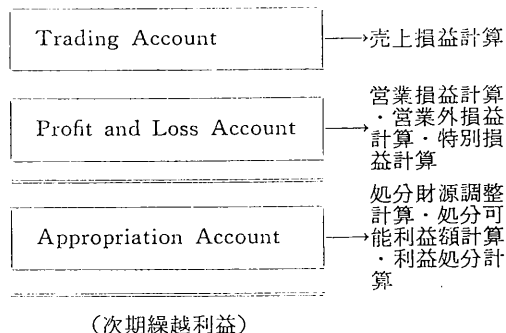 Trading Account
売上損益計算
Profit and Loss Account
営業損益計算
・営業外損益
計算・特別損
益計算
Appropriation Account
処分財源調整
計算・処分可
能利益額計算
・利益処分計
算
(次期繰越利益)